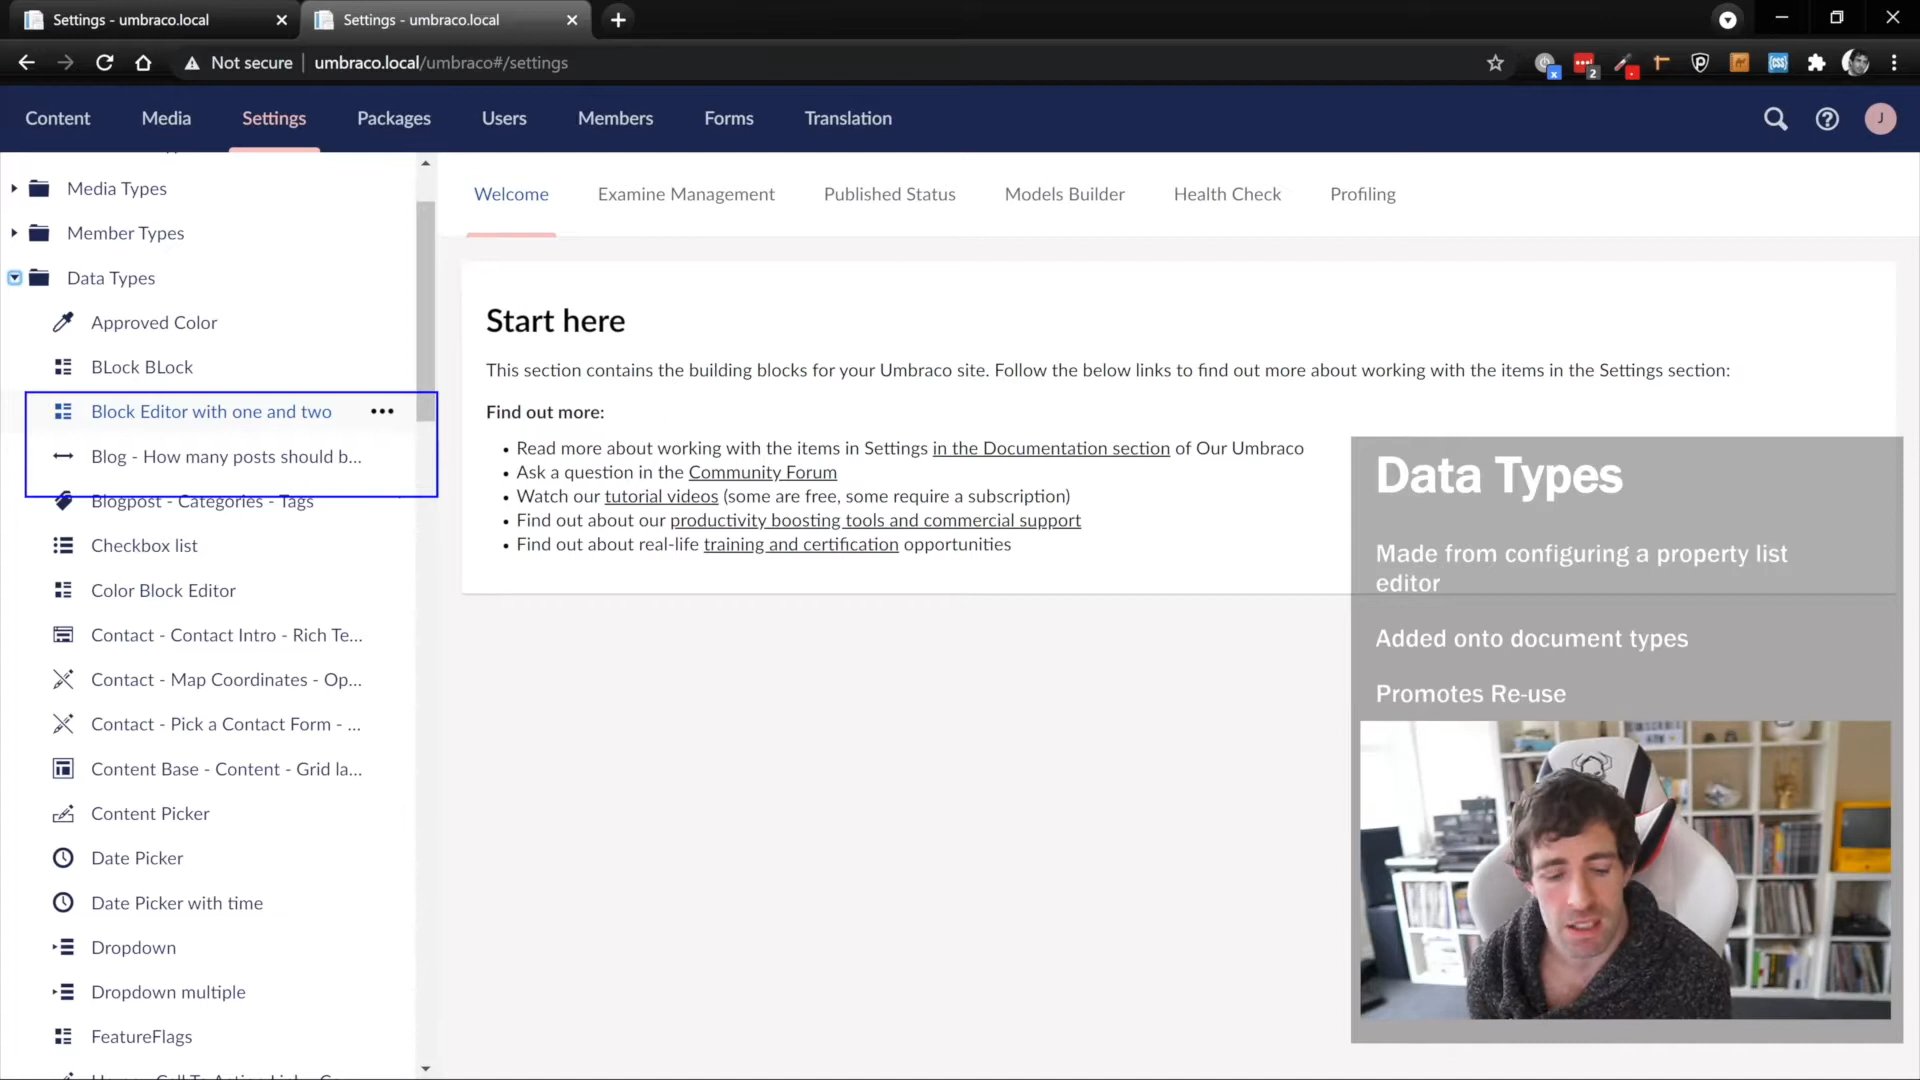 Settings - umbraco.local
Settings - umbraco.local
Not secure
umbraco.local/umbraco#/settings
2
Content
Media
Settings
Packages
Users
Members
Forms
Translation
J
Media Types
Member Types
Data Types
Approved Color
BLock BLock
Block Editor with one and two
Blog - How many posts should b...
Blogpost - Categories - Tags
Checkbox list
Color Block Editor
Contact - Contact Intro - Rich Te...
Contact - Map Coordinates - Op...
Contact - Pick a Contact Form - ...
Content Base - Content - Grid la...
Content Picker
Date Picker
Date Picker with time
Dropdown
Dropdown multiple
FeatureFlags
Welcome
Examine Management
Published Status
Models Builder
Health Check
Profiling
Start here
This section contains the building blocks for your Umbraco site. Follow the below links to find out more about working with the items in the Settings section:
Find out more:
• Read more about working with the items in Settings in the Documentation section of Our Umbraco
• Ask a question in the Community Forum
• Watch our tutorial videos (some are free, some require a subscription)
• Find out about our productivity boosting tools and commercial support
• Find out about real-life training and certification opportunities
Data Types
Made from configuring a property list
editor
Added onto document types
Promotes Re-use